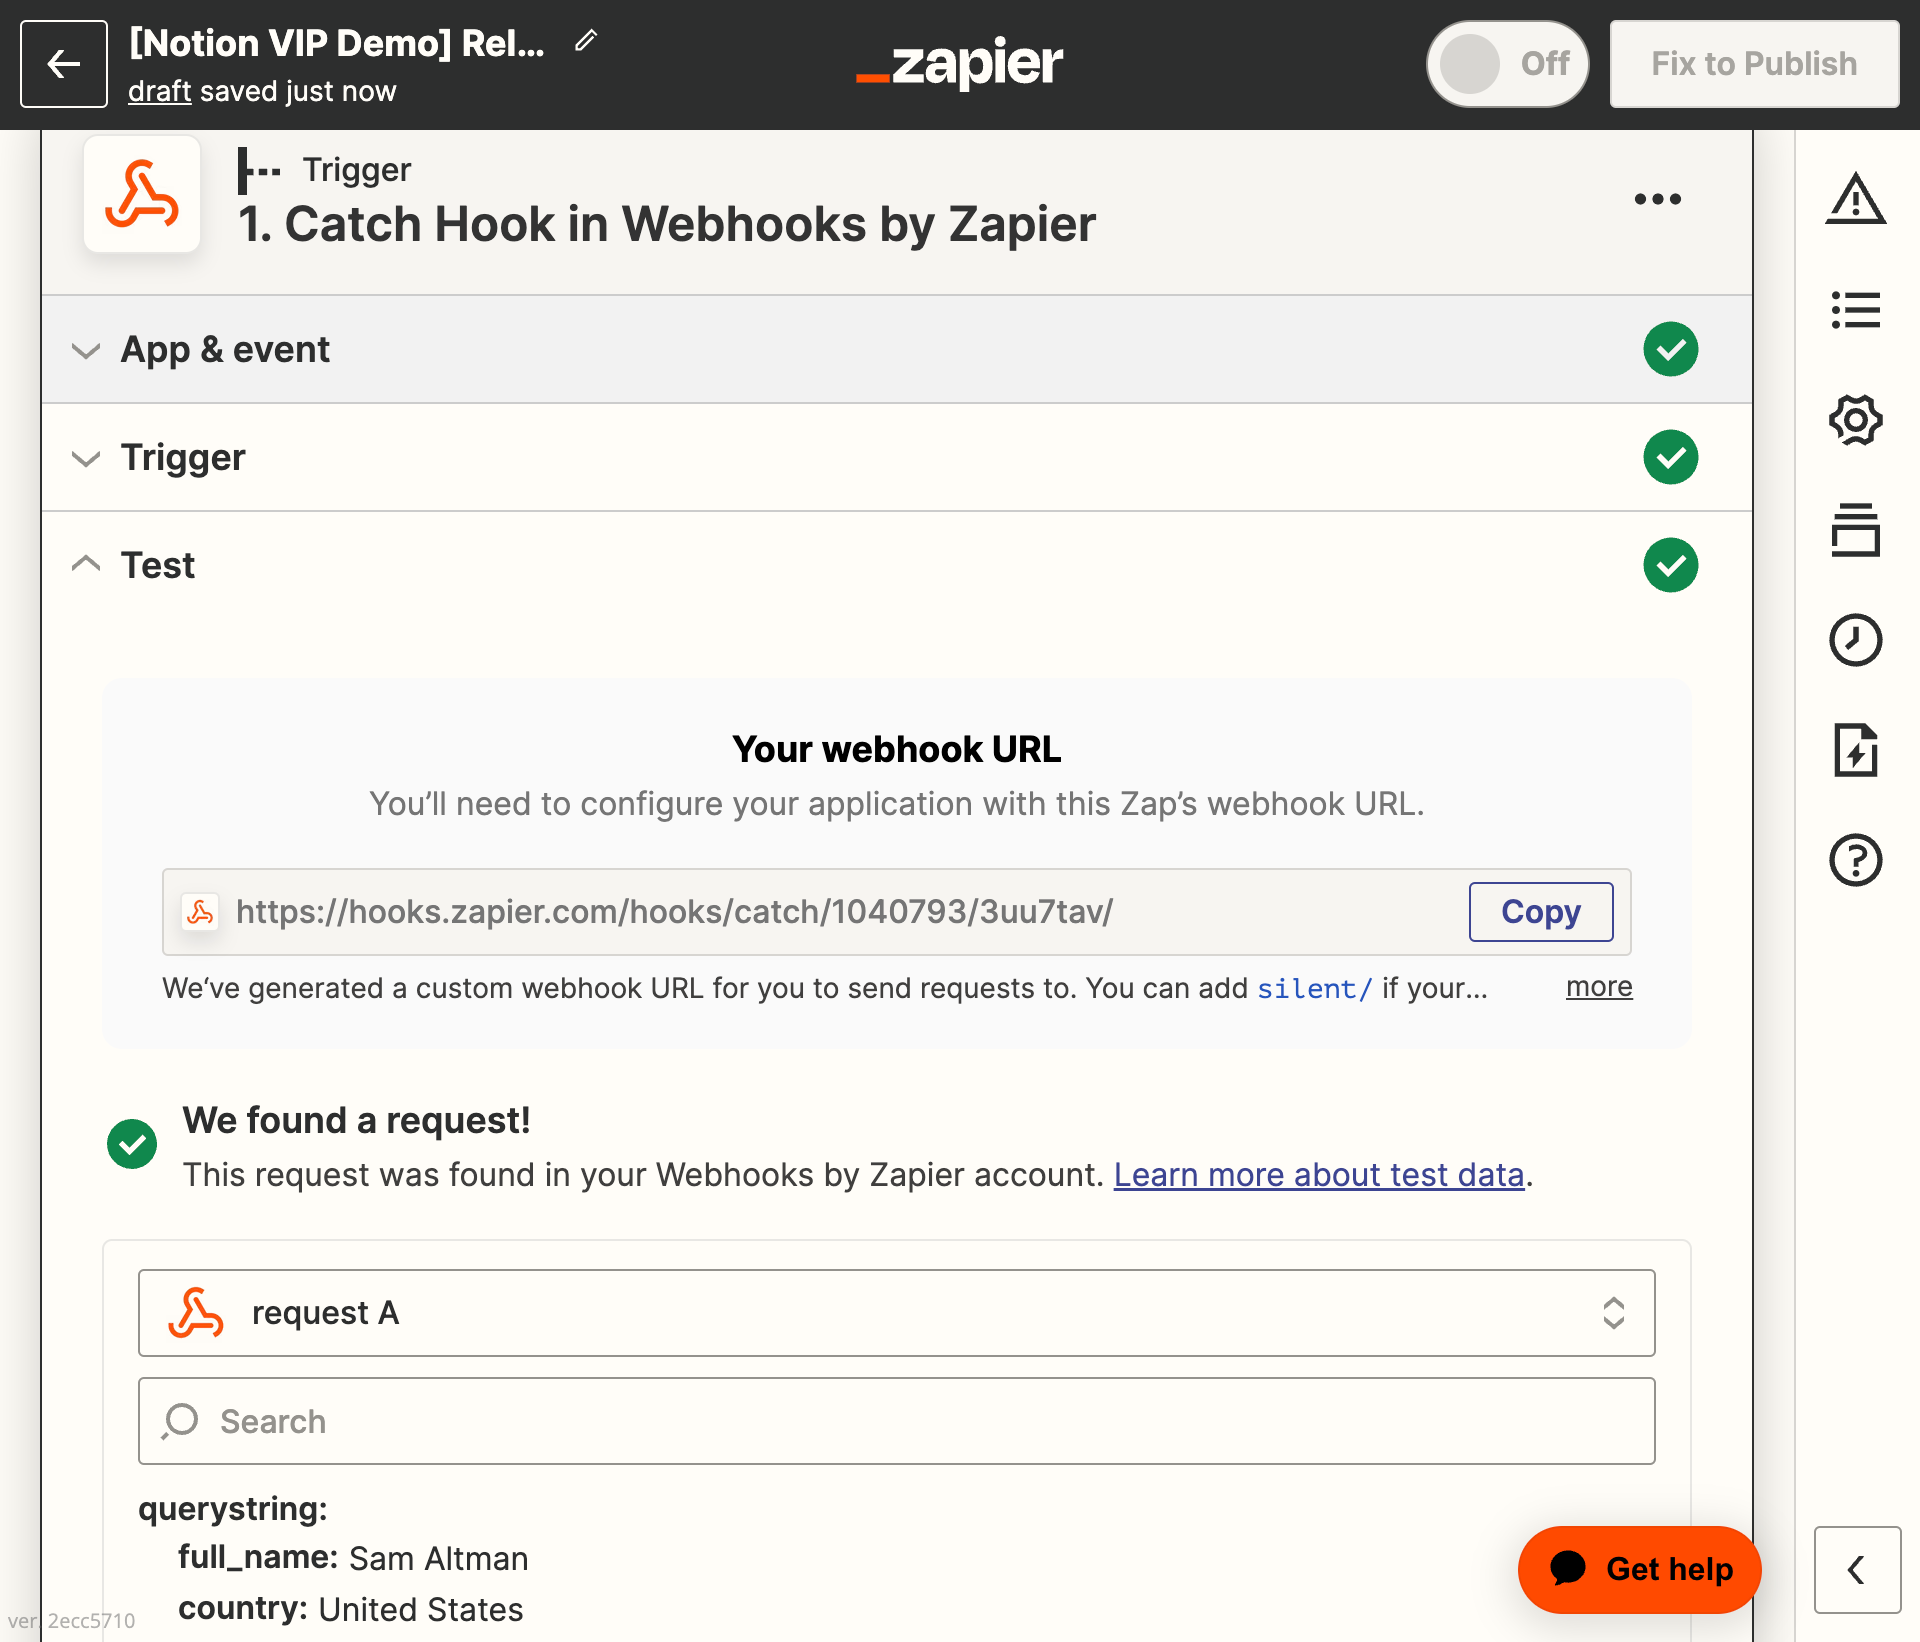 [Notion VIP Demo] Rel...
draft saved just now
_zapier
Off
Fix to Publish
Trigger
1. Catch Hook in Webhooks by Zapier
App & event
Trigger
Test
Your webhook URL
You’ll need to configure your application with this Zap’s webhook URL.
https://hooks.zapier.com/hooks/catch/1040793/3uu7tav/
Copy
We‘ve generated a custom webhook URL for you to send requests to. You can add silent/ if your...
more
We found a request!
This request was found in your Webhooks by Zapier account. Learn more about test data.
request A
Search
querystring:
full_name: Sam Altman
country: United States
Get help
ver. 2ecc5710